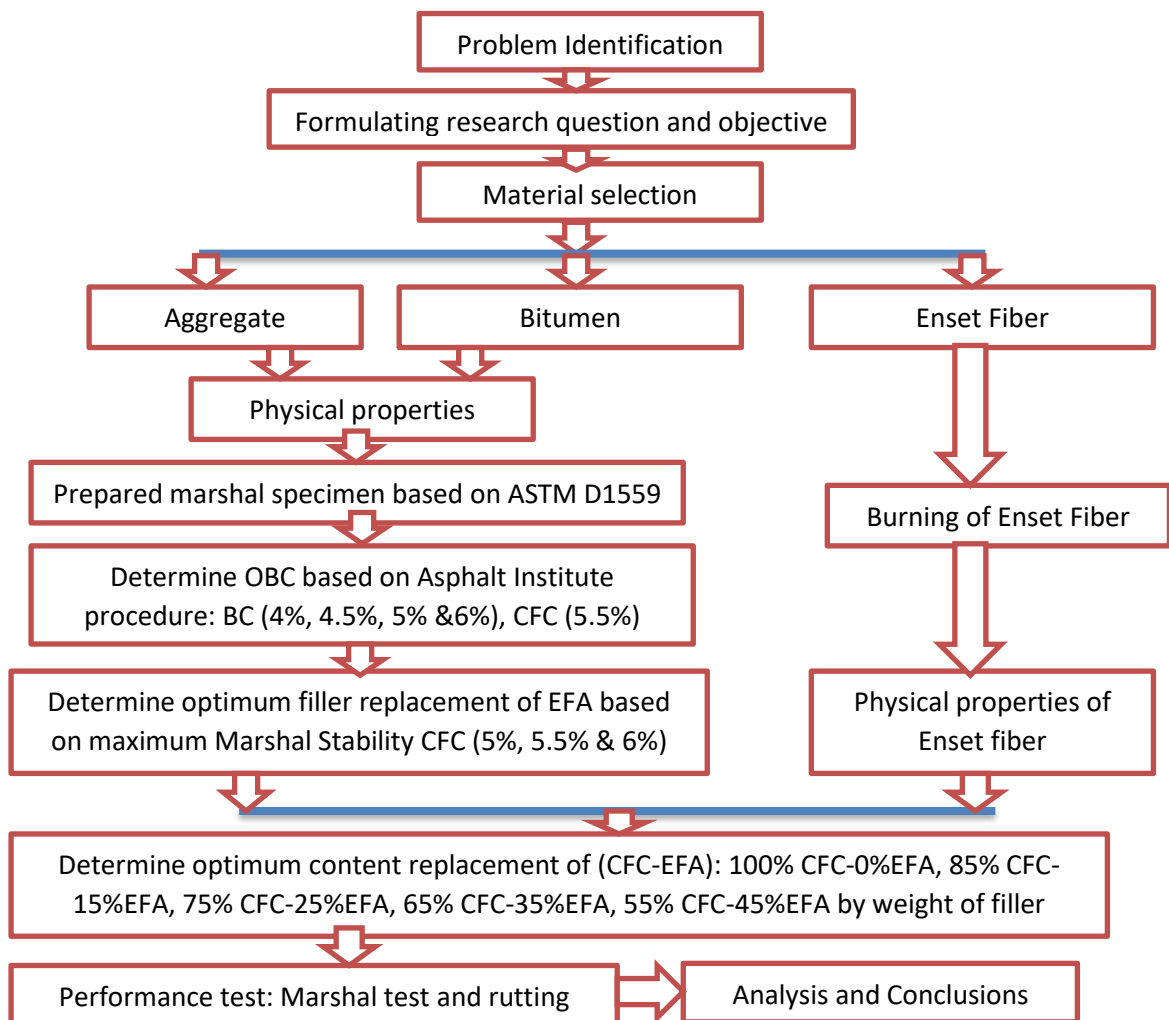 Problem Identification
Formulating research question and objective
Material selection
Aggregate
Bitumen
Enset Fiber
Physical properties
Prepared marshal specimen based on ASTM D1559
Burning of Enset Fiber
Determine OBC based on Asphalt Institute
procedure: BC (4%, 4.5%, 5% &6%), CFC (5.5%)
Determine optimum filler replacement of EFA based
on maximum Marshal Stability CFC (5%, 5.5% & 6%)
Physical properties of
Enset fiber
Determine optimum content replacement of (CFC-EFA): 100% CFC-0%EFA, 85% CFC-
15%EFA, 75% CFC-25%EFA, 65% CFC-35%EFA, 55% CFC-45%EFA by weight of filler
Performance test: Marshal test and rutting
Analysis and Conclusions